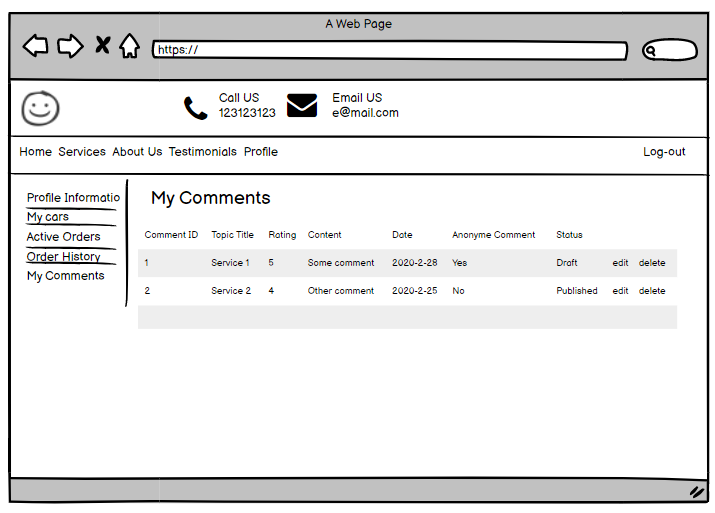 A Web Page
https://
Call US
123123123
Email US
e@mail.com
Home Services About Us Testimonials Profile Log-out
Profile Informatio
My cars
Active Orders
Order History
My Comments
My Comments
Comment ID Topic Title Rating Content Date Anonyme Comment Status
1 Service 1 5 Some comment 2020-2-28 Yes Draft edit delete
2 Service 2 4 Other comment 2020-2-25 No Published edit delete